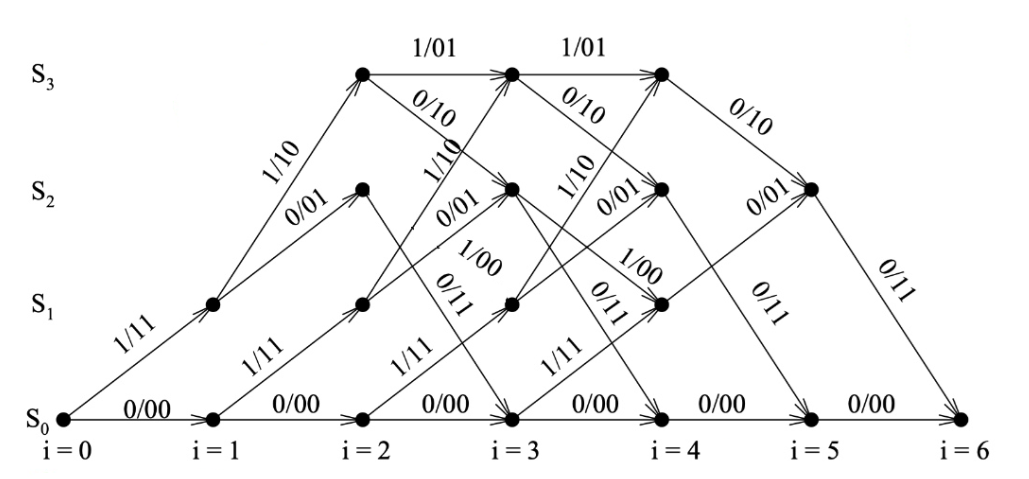 1/01 1/01
S3
0/10 0/10 0/10
1/10 1/10 1/10
S2
0/01 0/01 0/01 0/01
1/00 1/00
S1
0/11 0/11 0/11 0/11
1/11 1/11 1/11 1/11
S0 0/00 0/00 0/00 0/00 0/00 0/00
i = 0 i = 1 i = 2 i = 3 i = 4 i = 5 i = 6